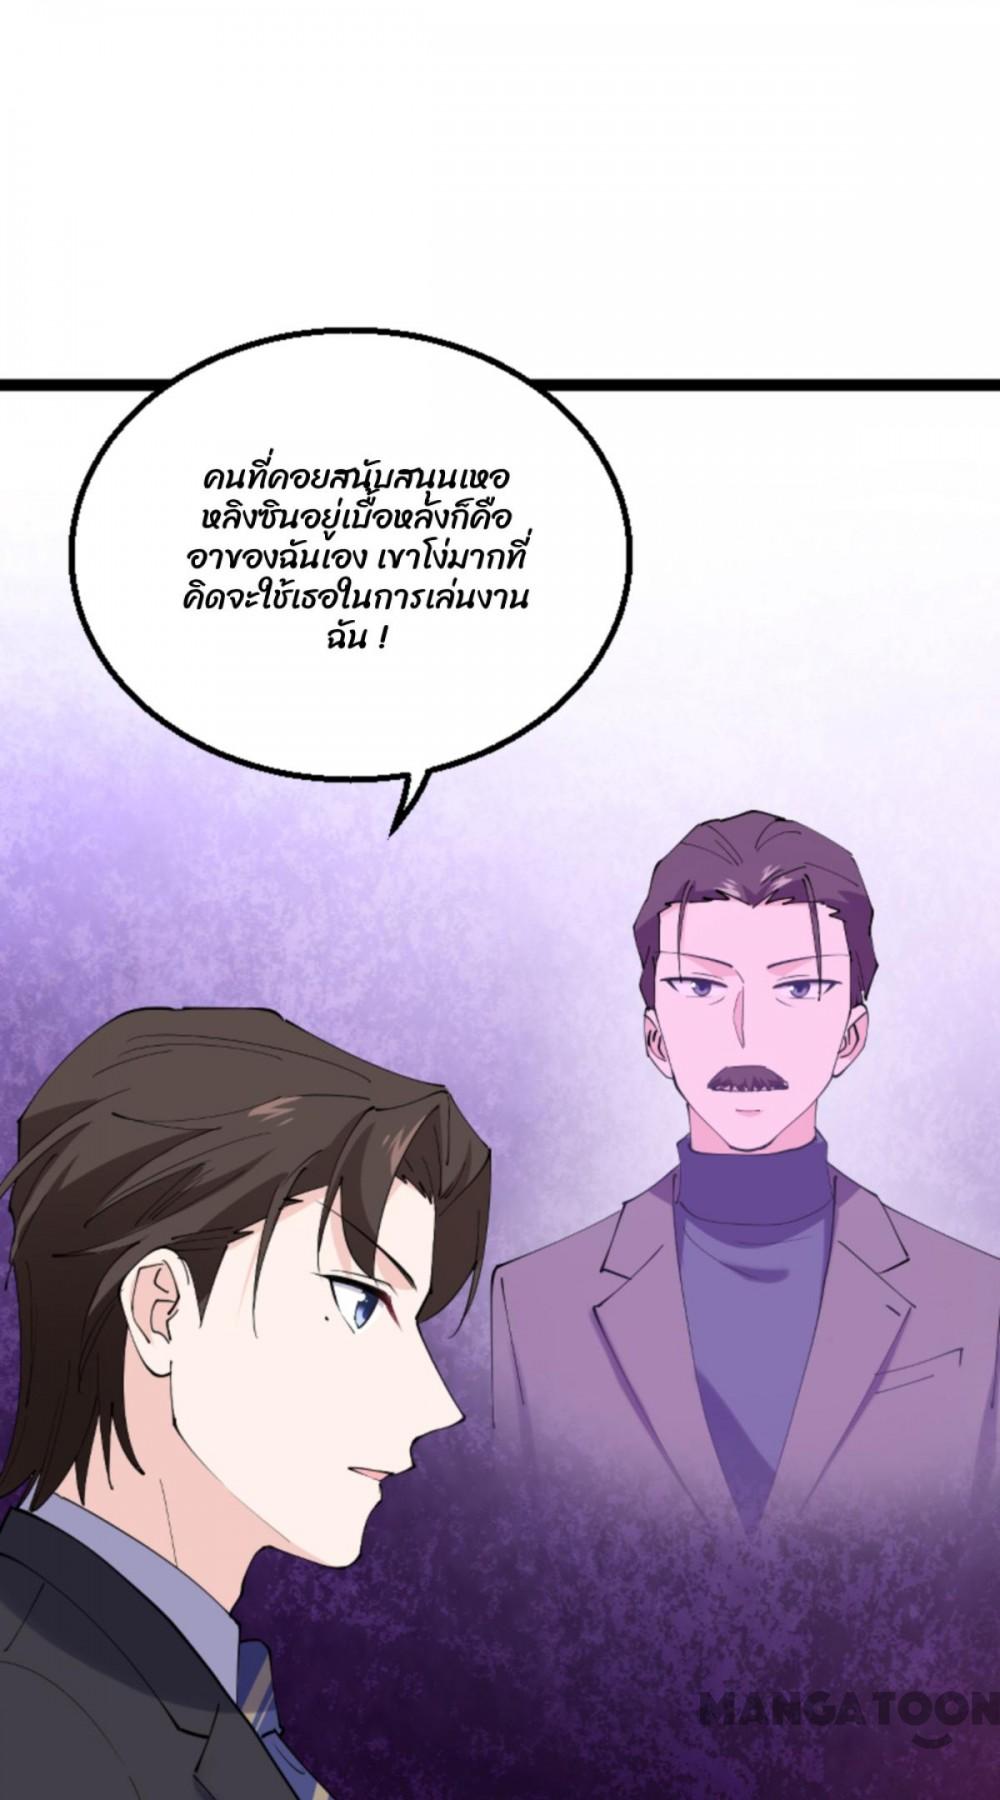 คนที่คอยสนับสนุนเหอ
หลิงซินอยู่เบื้อหลังก็คือ
อาของฉันเอง เขาโง่มากที่
คิดจะใช้เธอในการเล่นงาน
ฉัน !
MANGATOON